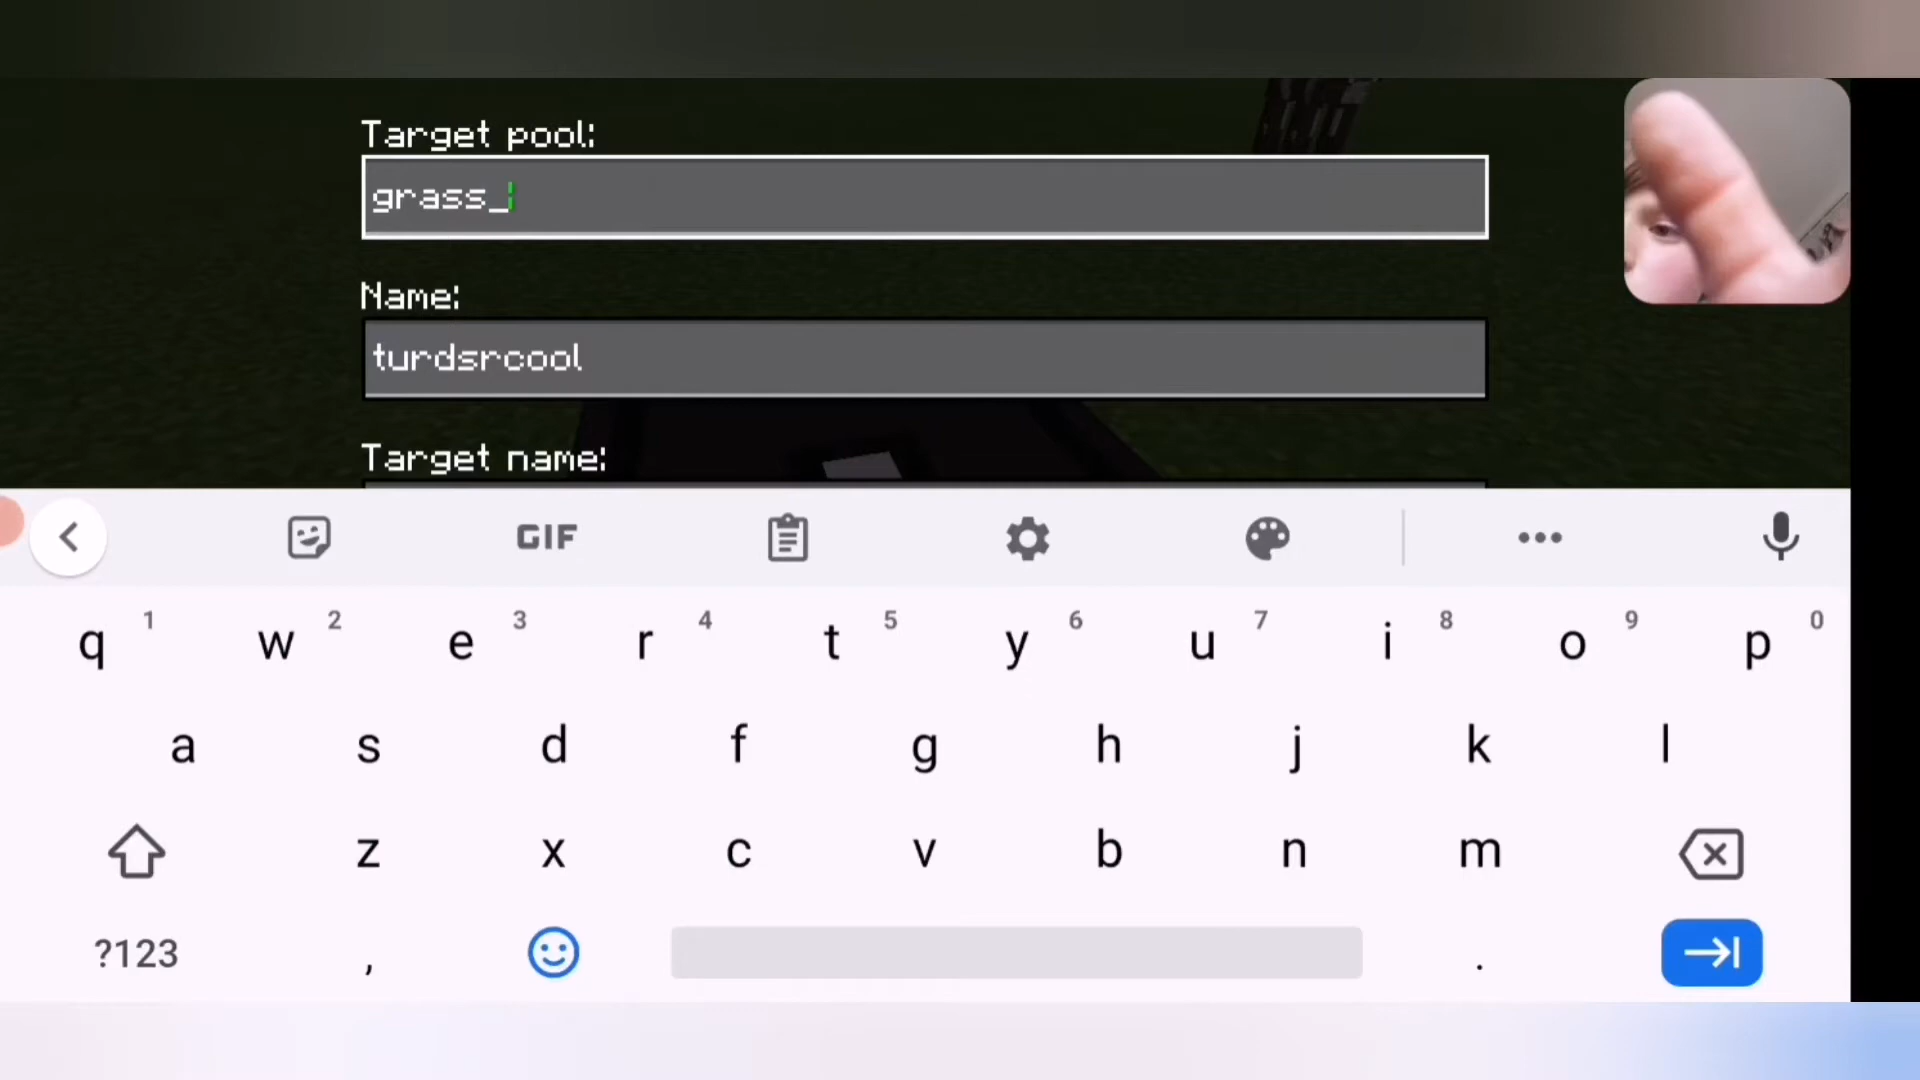 Target pool:
grass_
Name:
turdsrcool
Target name:
GIF
q 1 w 2 e 3 r 4 t 5 y 6 u 7 i 8 o 9 p 0
a s d f g h j k l
z x c v b n m
?123 , .